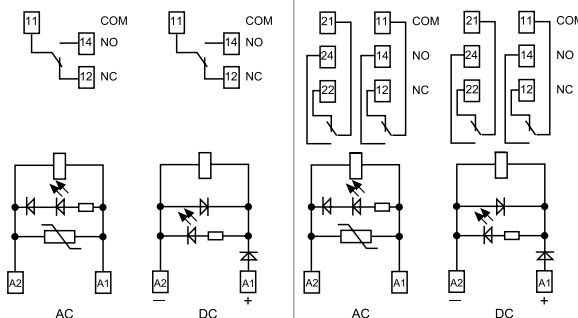 11 COM 11 COM 21 11 COM 21 11 COM
14 NO 14 NO 24 14 NO 24 14 NO
12 NC 12 NC 22 12 NC 22 12 NC
A2 A1 A2 A1 A2 A1 A2 A1
— + — +
AC DC AC DC